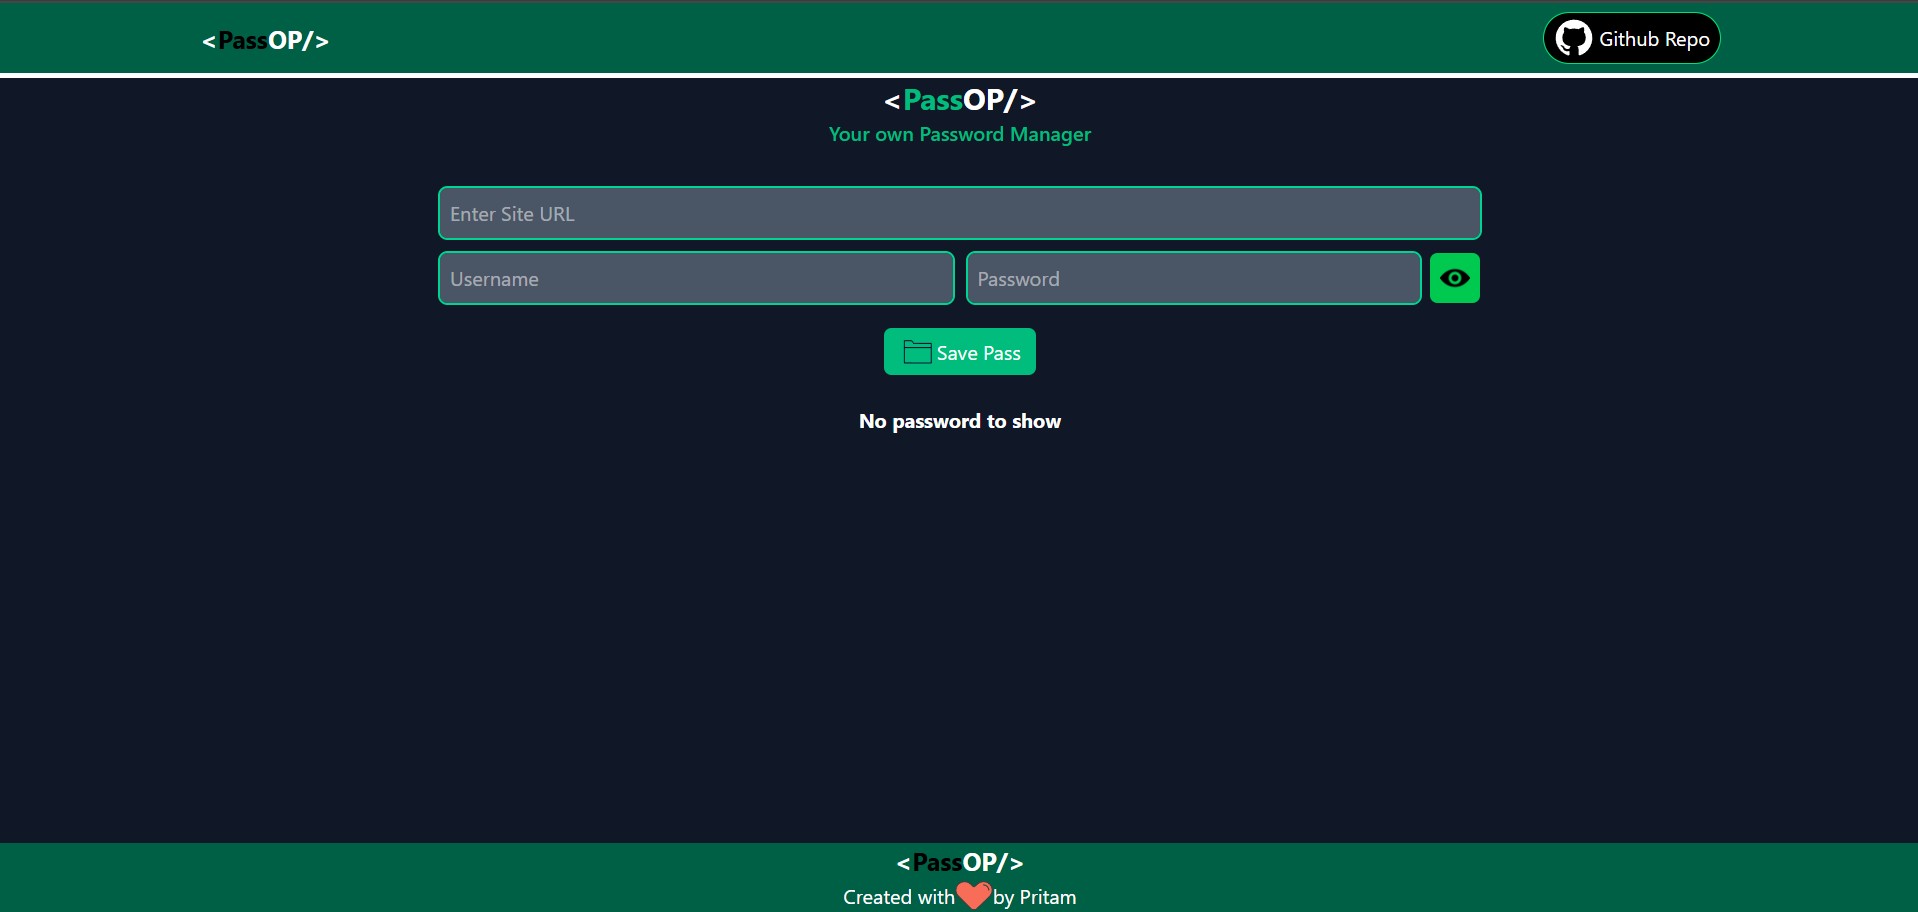 <PassOP/>
Github Repo
<PassOP/>
Your own Password Manager
Enter Site URL
Username
Password
Save Pass
No password to show
<PassOP/>
Created with by Pritam